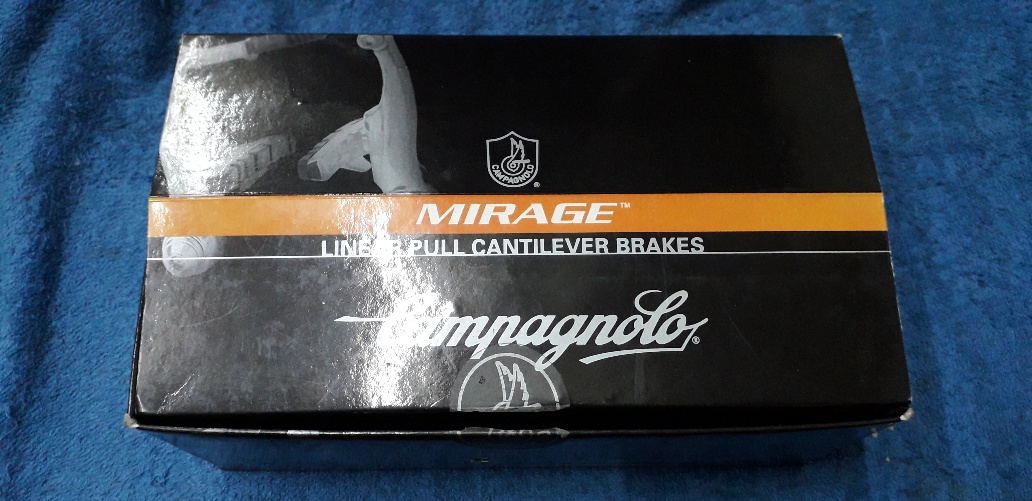 CAMPAGNOLO ®
MIRAGE™
LINEAR PULL CANTILEVER BRAKES
Campagnolo®